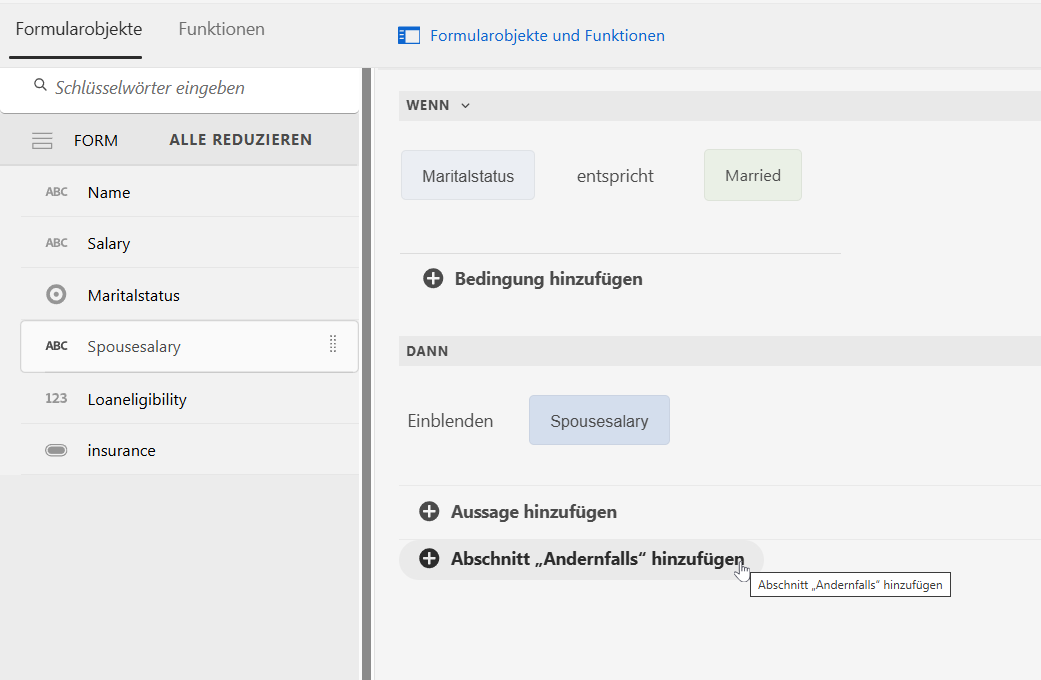 Formularobjekte Funktionen
Formularobjekte und Funktionen
Schlüsselwörter eingeben
FORM ALLE REDUZIEREN
ABC Name
ABC Salary
Maritalstatus
ABC Spousesalary
123 Loaneligibility
insurance
WENN
Maritalstatus entspricht Married
Bedingung hinzufügen
DANN
Einblenden Spousesalary
Aussage hinzufügen
Abschnitt „Andernfalls“ hinzufügen
Abschnitt „Andernfalls“ hinzufügen